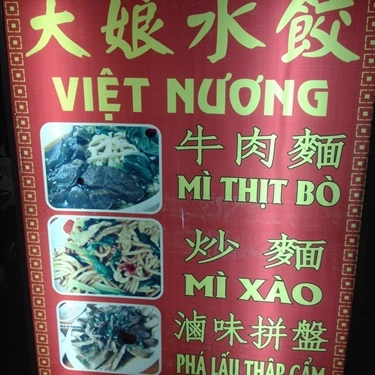 大娘水餃
VIỆT NƯƠNG
牛肉麵
MÌ THỊT BÒ
炒麵
MÌ XÀO
滷味拼盤
PHÁ LẤU THẬP CẨM